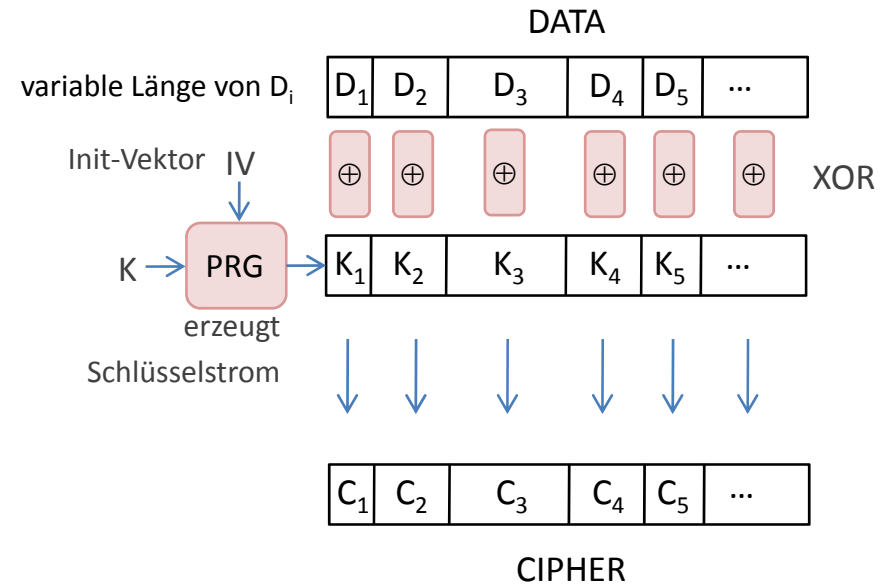 DATA
variable Länge von Dᵢ D₁ D₂ D₃ D₄ D₅ ...
Init-Vektor IV ⊕ ⊕ ⊕ ⊕ ⊕ ⊕ XOR
K PRG K₁ K₂ K₃ K₄ K₅ ...
erzeugt
Schlüsselstrom
C₁ C₂ C₃ C₄ C₅ ...
CIPHER